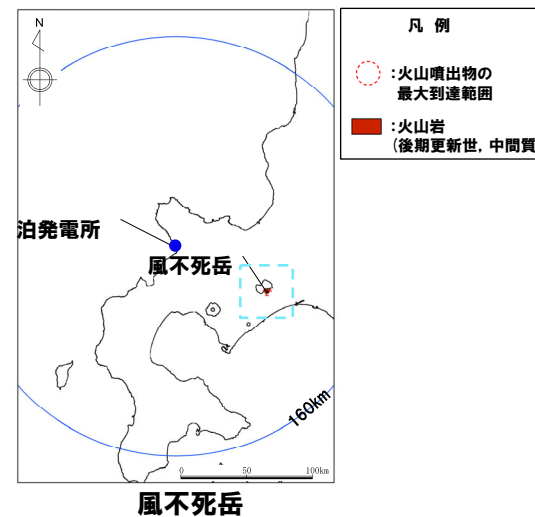 N
凡 例
:火山噴出物の
最大到達範囲
:火山岩
(後期更新世, 中間質
泊発電所
風不死岳
160km
0 50 100km
風不死岳